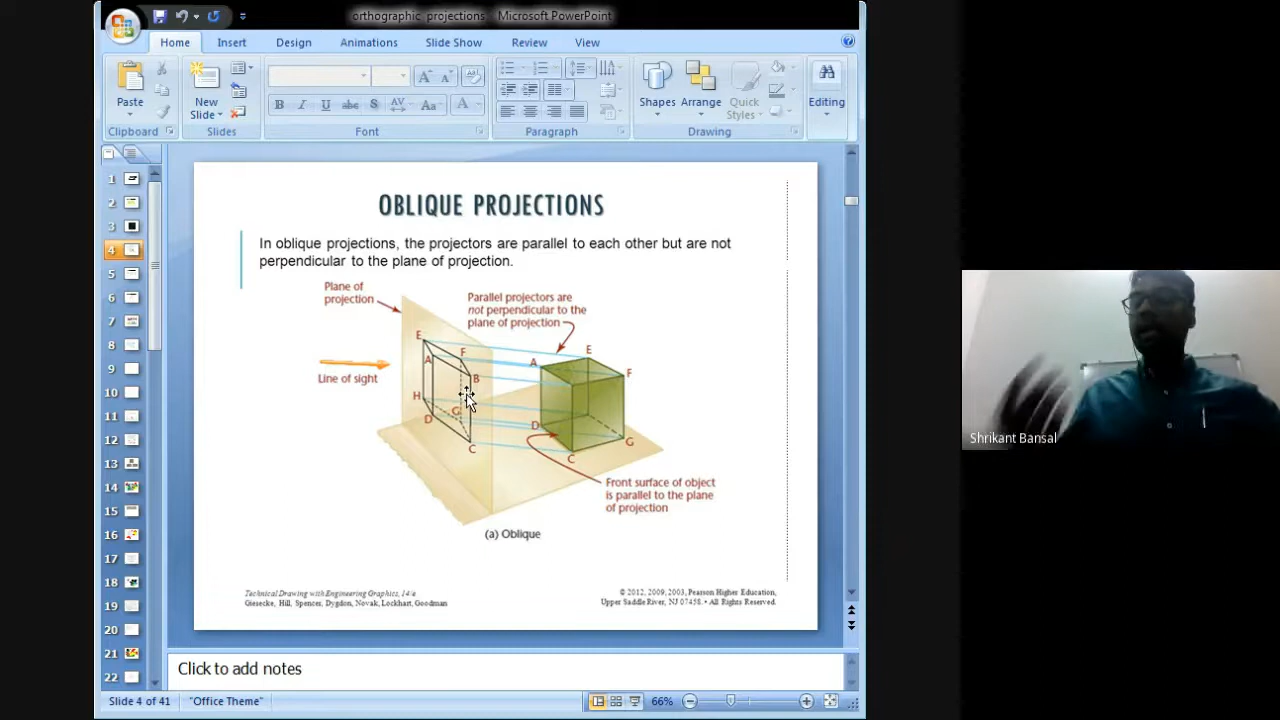 orthographic projections - Microsoft PowerPoint
Home Insert Design Animations Slide Show Review View
Paste
Clipboard
New
Slide
Slides
B I U abc S AV Aa A
Font
Paragraph
Shapes
Arrange
Quick
Styles
Drawing
Editing
1
2
3
4
5
6
7
8
9
10
11
12
13
14
15
16
17
18
19
20
21
22
OBLIQUE PROJECTIONS
In oblique projections, the projectors are parallel to each other but are not
perpendicular to the plane of projection.
Plane of
projection
Parallel projectors are
not perpendicular to the
plane of projection
Line of sight
E
A
F
B
H
D
G
C
A
E
F
D
C
G
Front surface of object
is parallel to the plane
of projection
(a) Oblique
Technical Drawing with Engineering Graphics, 14/e
Giesecke, Hill, Spencer, Dygdon, Novak, Lockhart, Goodman
© 2012, 2009, 2003, Pearson Higher Education,
Upper Saddle River, NJ 07458. • All Rights Reserved.
Click to add notes
Slide 4 of 41
"Office Theme"
66%
Shrikant Bansal